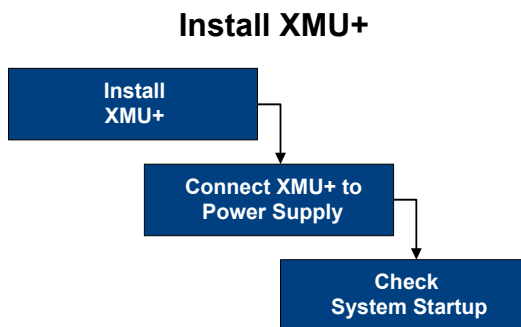 Install XMU+
Install
XMU+
Connect XMU+ to
Power Supply
Check
System Startup